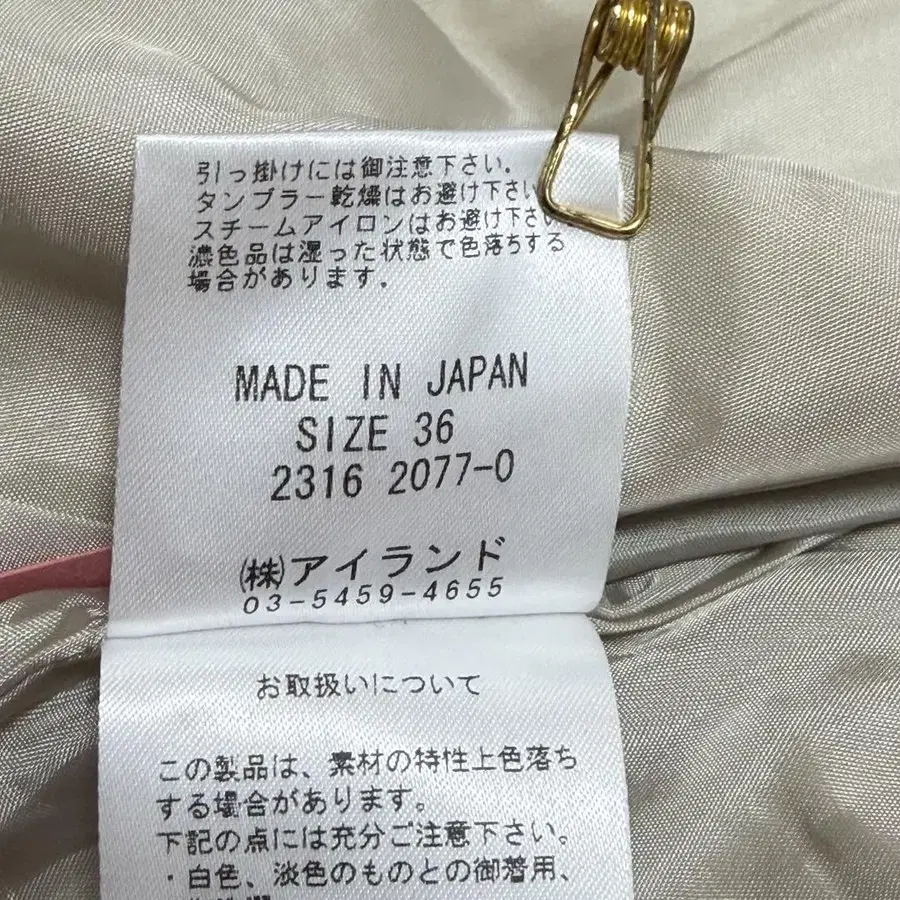 引っ掛けには御注意下さい.
タンブラー乾燥はお避け下さい
スチームアイロンはお避け下さい
濃色品は湿った状態で色落ちする
場合があります.
MADE IN JAPAN
SIZE 36
2316 2077-0
㈱アイランド
03-5459-4655
お取扱いについて
この製品は、素材の特性上色落ち
する場合があります。
下記の点には充分ご注意下さい。
・白色、淡色のものとの御着用、